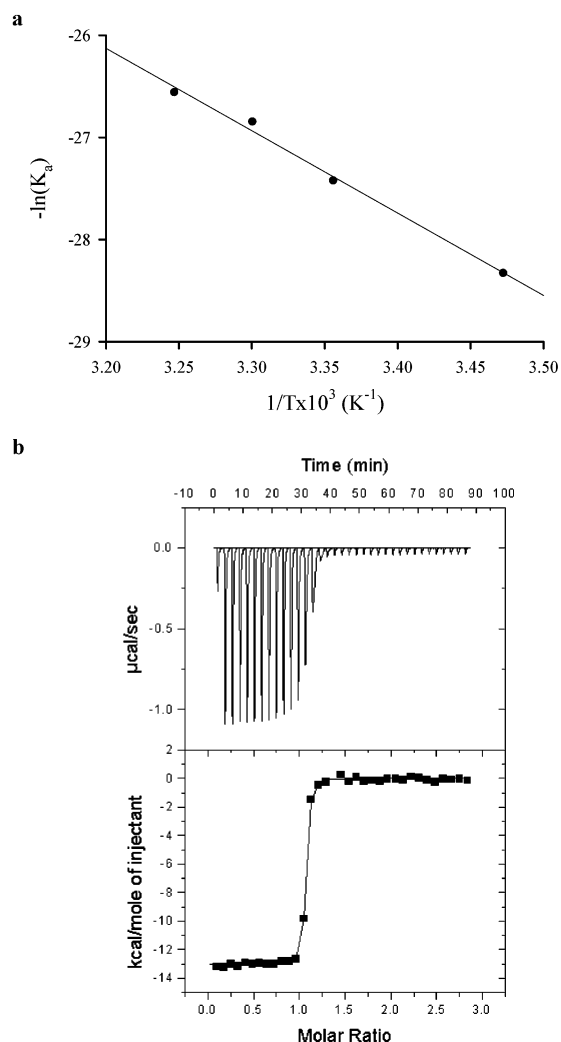 a
-26
-27
-28
-29
-ln(Kₐ)
3.20 3.25 3.30 3.35 3.40 3.45 3.50
1/Tx10³ (K⁻¹)
b
Time (min)
-10 0 10 20 30 40 50 60 70 80 90 100
0.0
-0.5
-1.0
µcal/sec
2
0
-2
-4
-6
-8
-10
-12
-14
kcal/mole of injectant
0.0 0.5 1.0 1.5 2.0 2.5 3.0
Molar Ratio